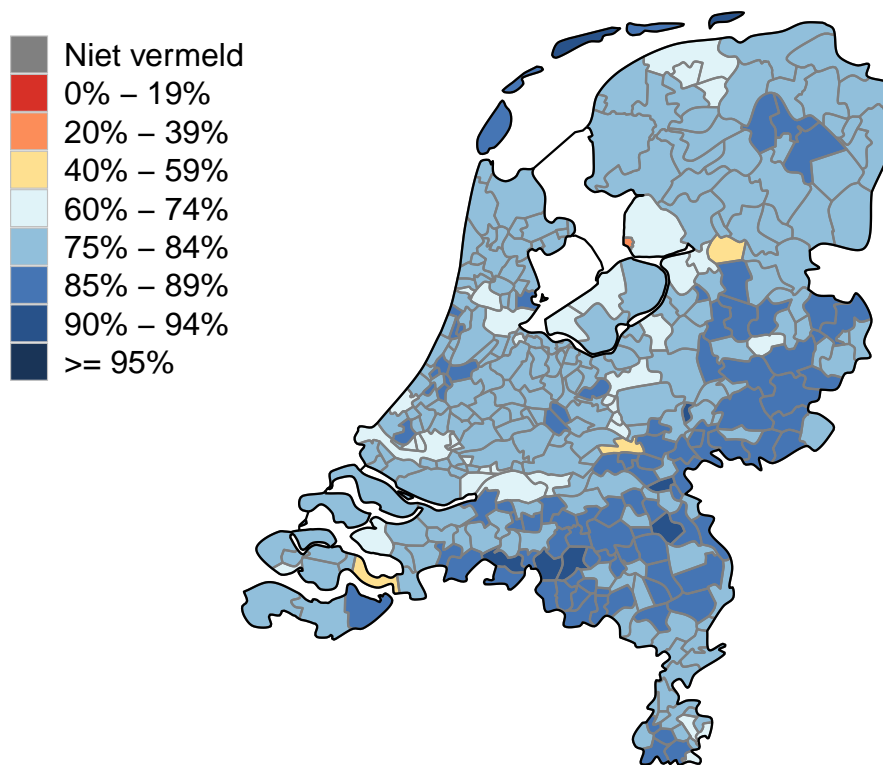 Niet vermeld
0% – 19%
20% – 39%
40% – 59%
60% – 74%
75% – 84%
85% – 89%
90% – 94%
>= 95%